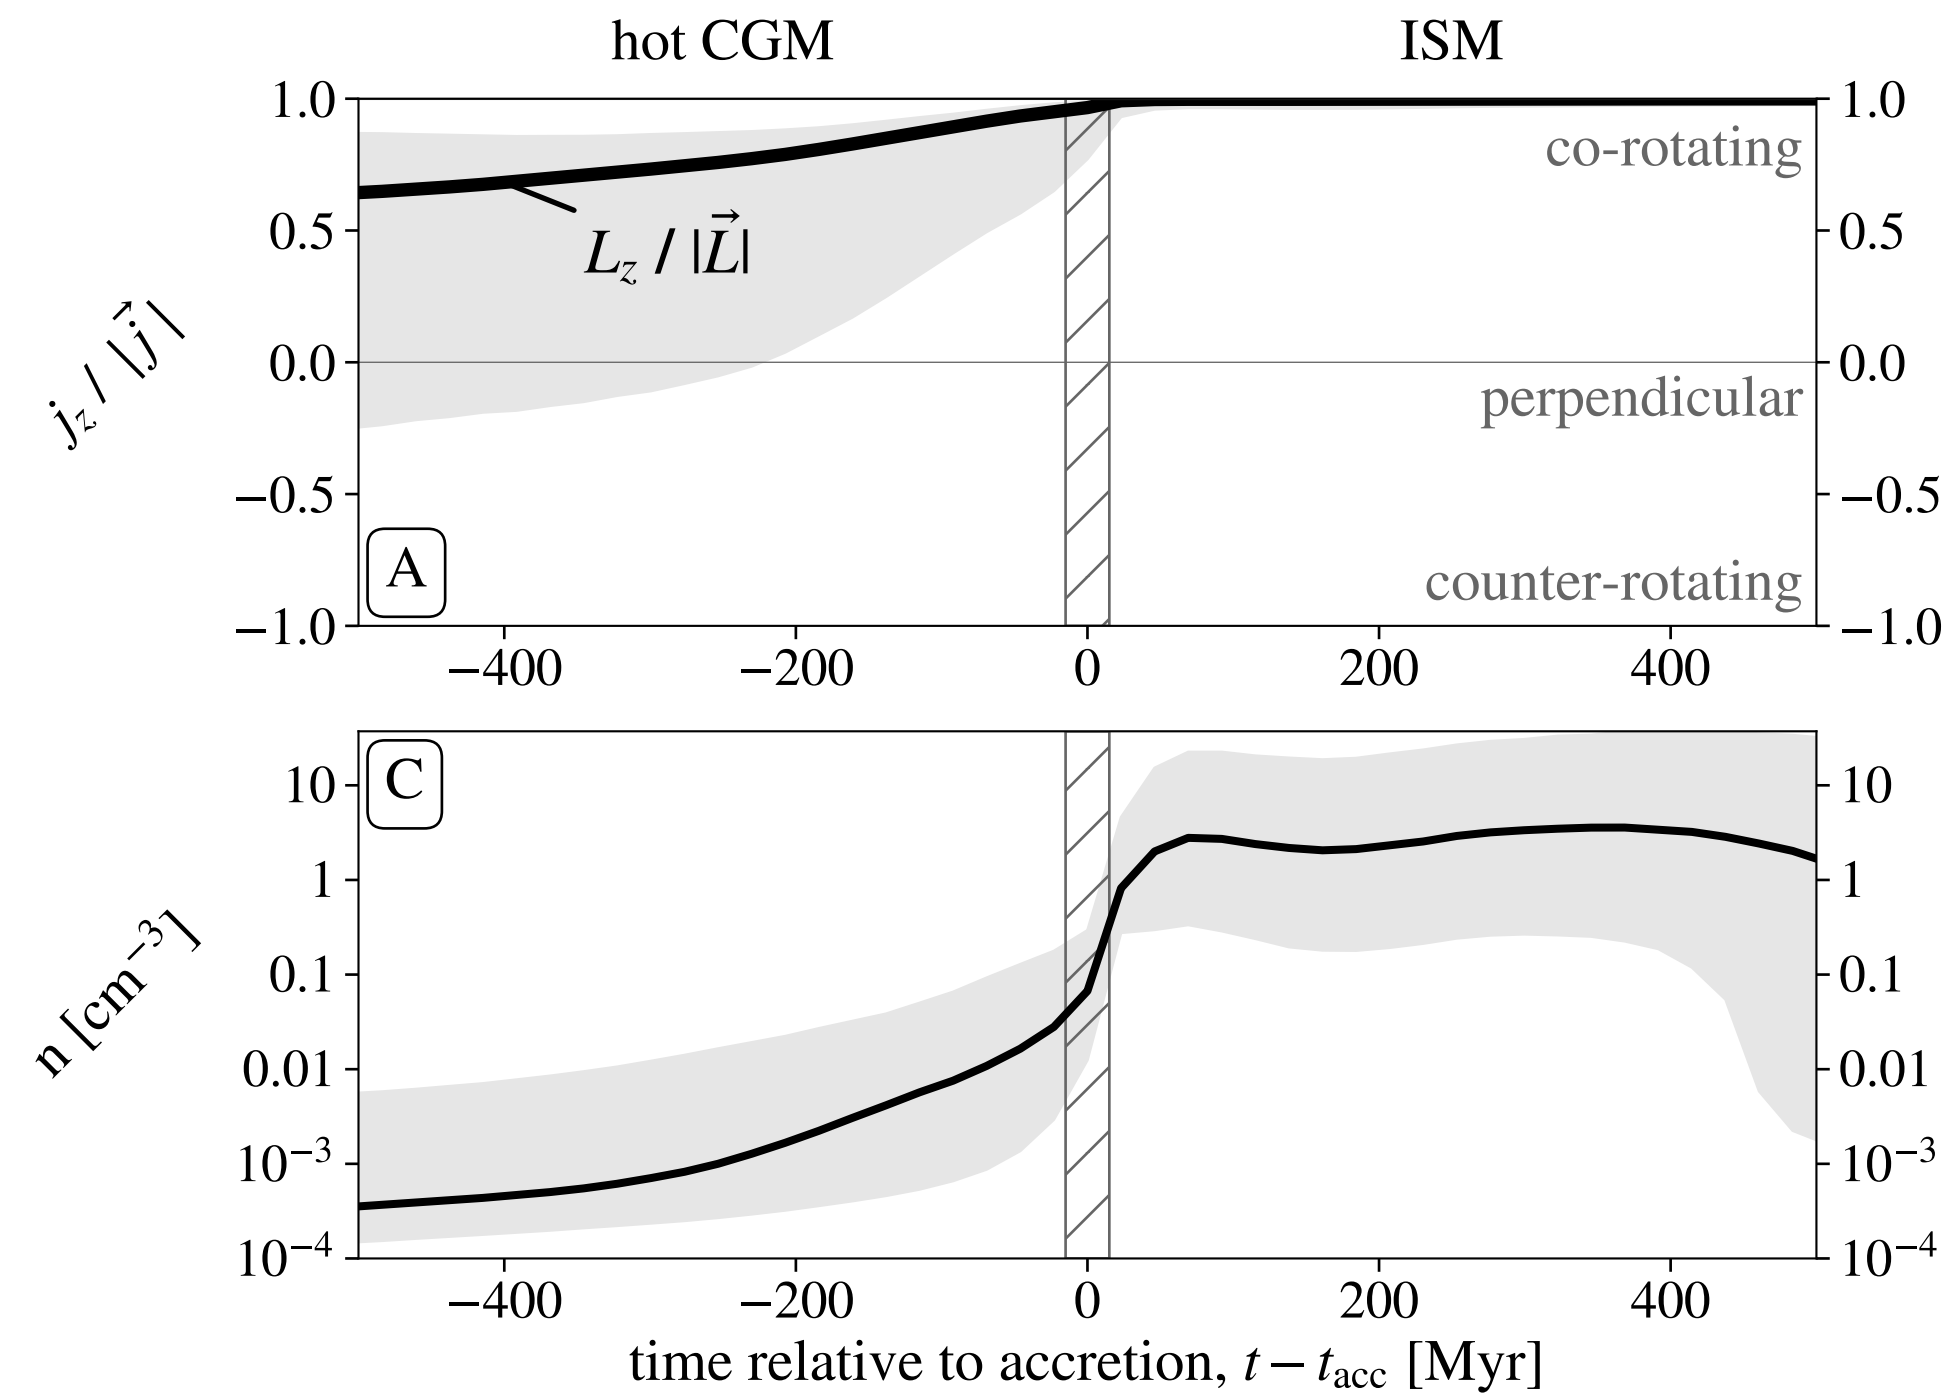 hot CGM ISM
1.0 1.0
co-rotating
0.5 0.5
L_z / |L⃗|
j_z / |j⃗|
0.0 0.0
perpendicular
−0.5 −0.5
A
counter-rotating
−1.0 −1.0
−400 −200 0 200 400
C
10 10
1 1
n [cm⁻³]
0.1 0.1
0.01 0.01
10⁻³ 10⁻³
10⁻⁴ 10⁻⁴
−400 −200 0 200 400
time relative to accretion, t − t_acc [Myr]